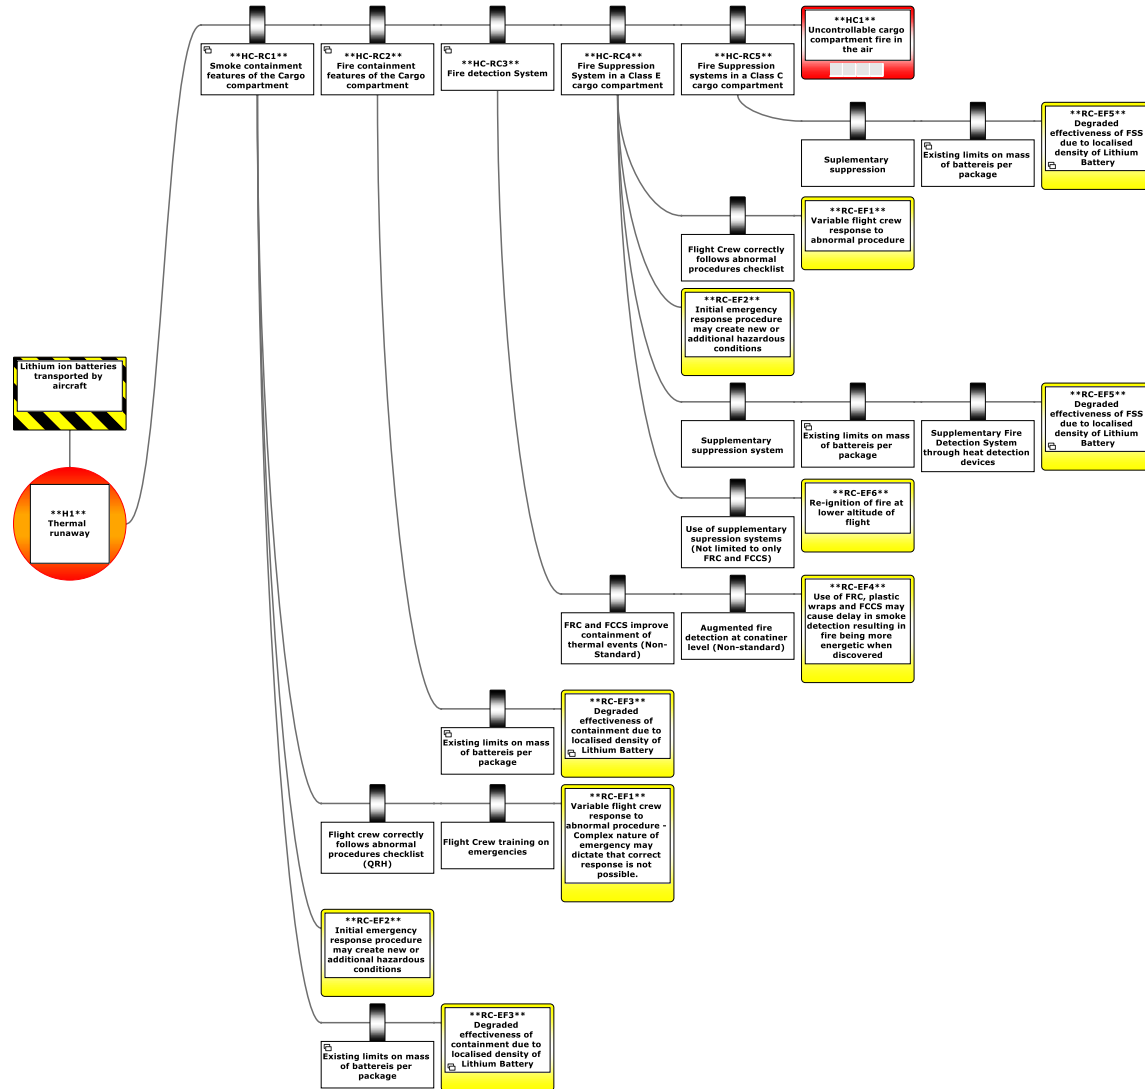 **HC-RC1**
Smoke containment
features of the Cargo
compartment
**HC-RC2**
Fire containment
features of the Cargo
compartment
**HC-RC3**
Fire detection System
**HC-RC4**
Fire Suppression
System in a Class E
cargo compartment
**HC-RC5**
Fire Suppression
systems in a Class C
cargo compartment
**HC1**
Uncontrollable cargo
compartment fire in
the air
Suplementary
suppression
Existing limits on mass
of battereis per
package
**RC-EF5**
Degraded
effectiveness of FSS
due to localised
density of Lithium
Battery
Flight Crew correctly
follows abnormal
procedures checklist
**RC-EF1**
Variable flight crew
response to
abnormal procedure
**RC-EF2**
Initial emergency
response procedure
may create new or
additional hazardous
conditions
Lithium ion batteries
transported by
aircraft
**H1**
Thermal
runaway
Supplementary
suppression system
Existing limits on mass
of battereis per
package
Supplementary Fire
Detection System
through heat detection
devices
**RC-EF5**
Degraded
effectiveness of FSS
due to localised
density of Lithium
Battery
Use of supplementary
supression systems
(Not limited to only
FRC and FCCS)
**RC-EF6**
Re-ignition of fire at
lower altitude of
flight
FRC and FCCS improve
containment of
thermal events (Non-
Standard)
Augmented fire
detection at conatiner
level (Non-standard)
**RC-EF4**
Use of FRC, plastic
wraps and FCCS may
cause delay in smoke
detection resulting in
fire being more
energetic when
discovered
Existing limits on mass
of battereis per
package
**RC-EF3**
Degraded
effectiveness of
containment due to
localised density of
Lithium Battery
Flight crew correctly
follows abnormal
procedures checklist
(QRH)
Flight Crew training on
emergencies
**RC-EF1**
Variable flight crew
response to
abnormal procedure -
Complex nature of
emergency may
dictate that correct
response is not
possible.
**RC-EF2**
Initial emergency
response procedure
may create new or
additional hazardous
conditions
Existing limits on mass
of battereis per
package
**RC-EF3**
Degraded
effectiveness of
containment due to
localised density of
Lithium Battery